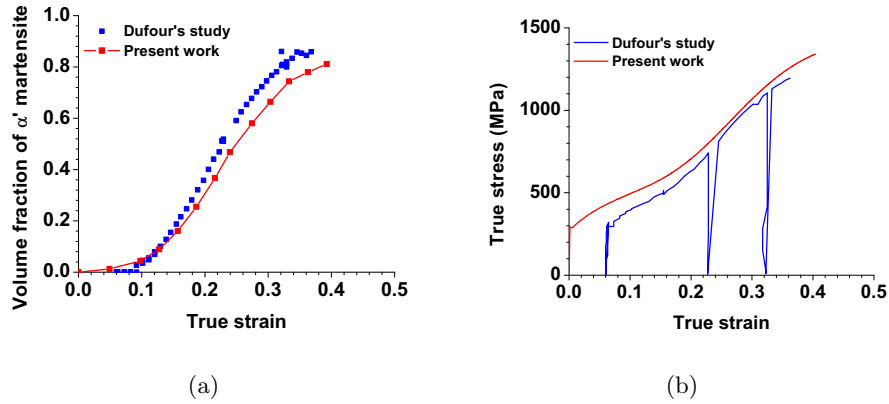 1.0
0.8
0.6
0.4
0.2
0.0
Volume fraction of α' martensite
Dufour's study
Present work
0.0 0.1 0.2 0.3 0.4 0.5
True strain
(a)
1500
1000
500
0
True stress (MPa)
Dufour's study
Present work
0.0 0.1 0.2 0.3 0.4 0.5
True strain
(b)